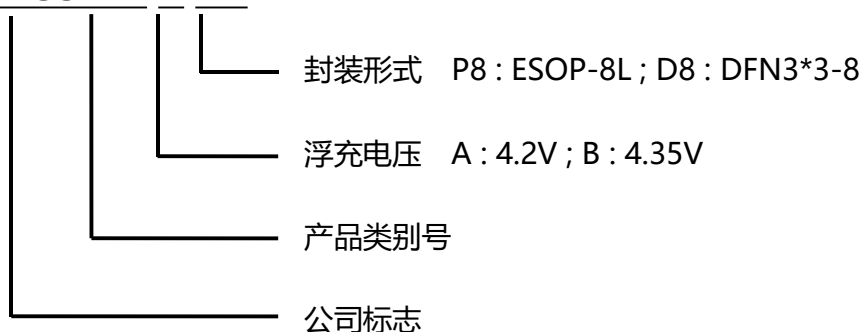 封装形式 P8 : ESOP-8L ; D8 : DFN3*3-8
浮充电压 A : 4.2V ; B : 4.35V
产品类别号
公司标志